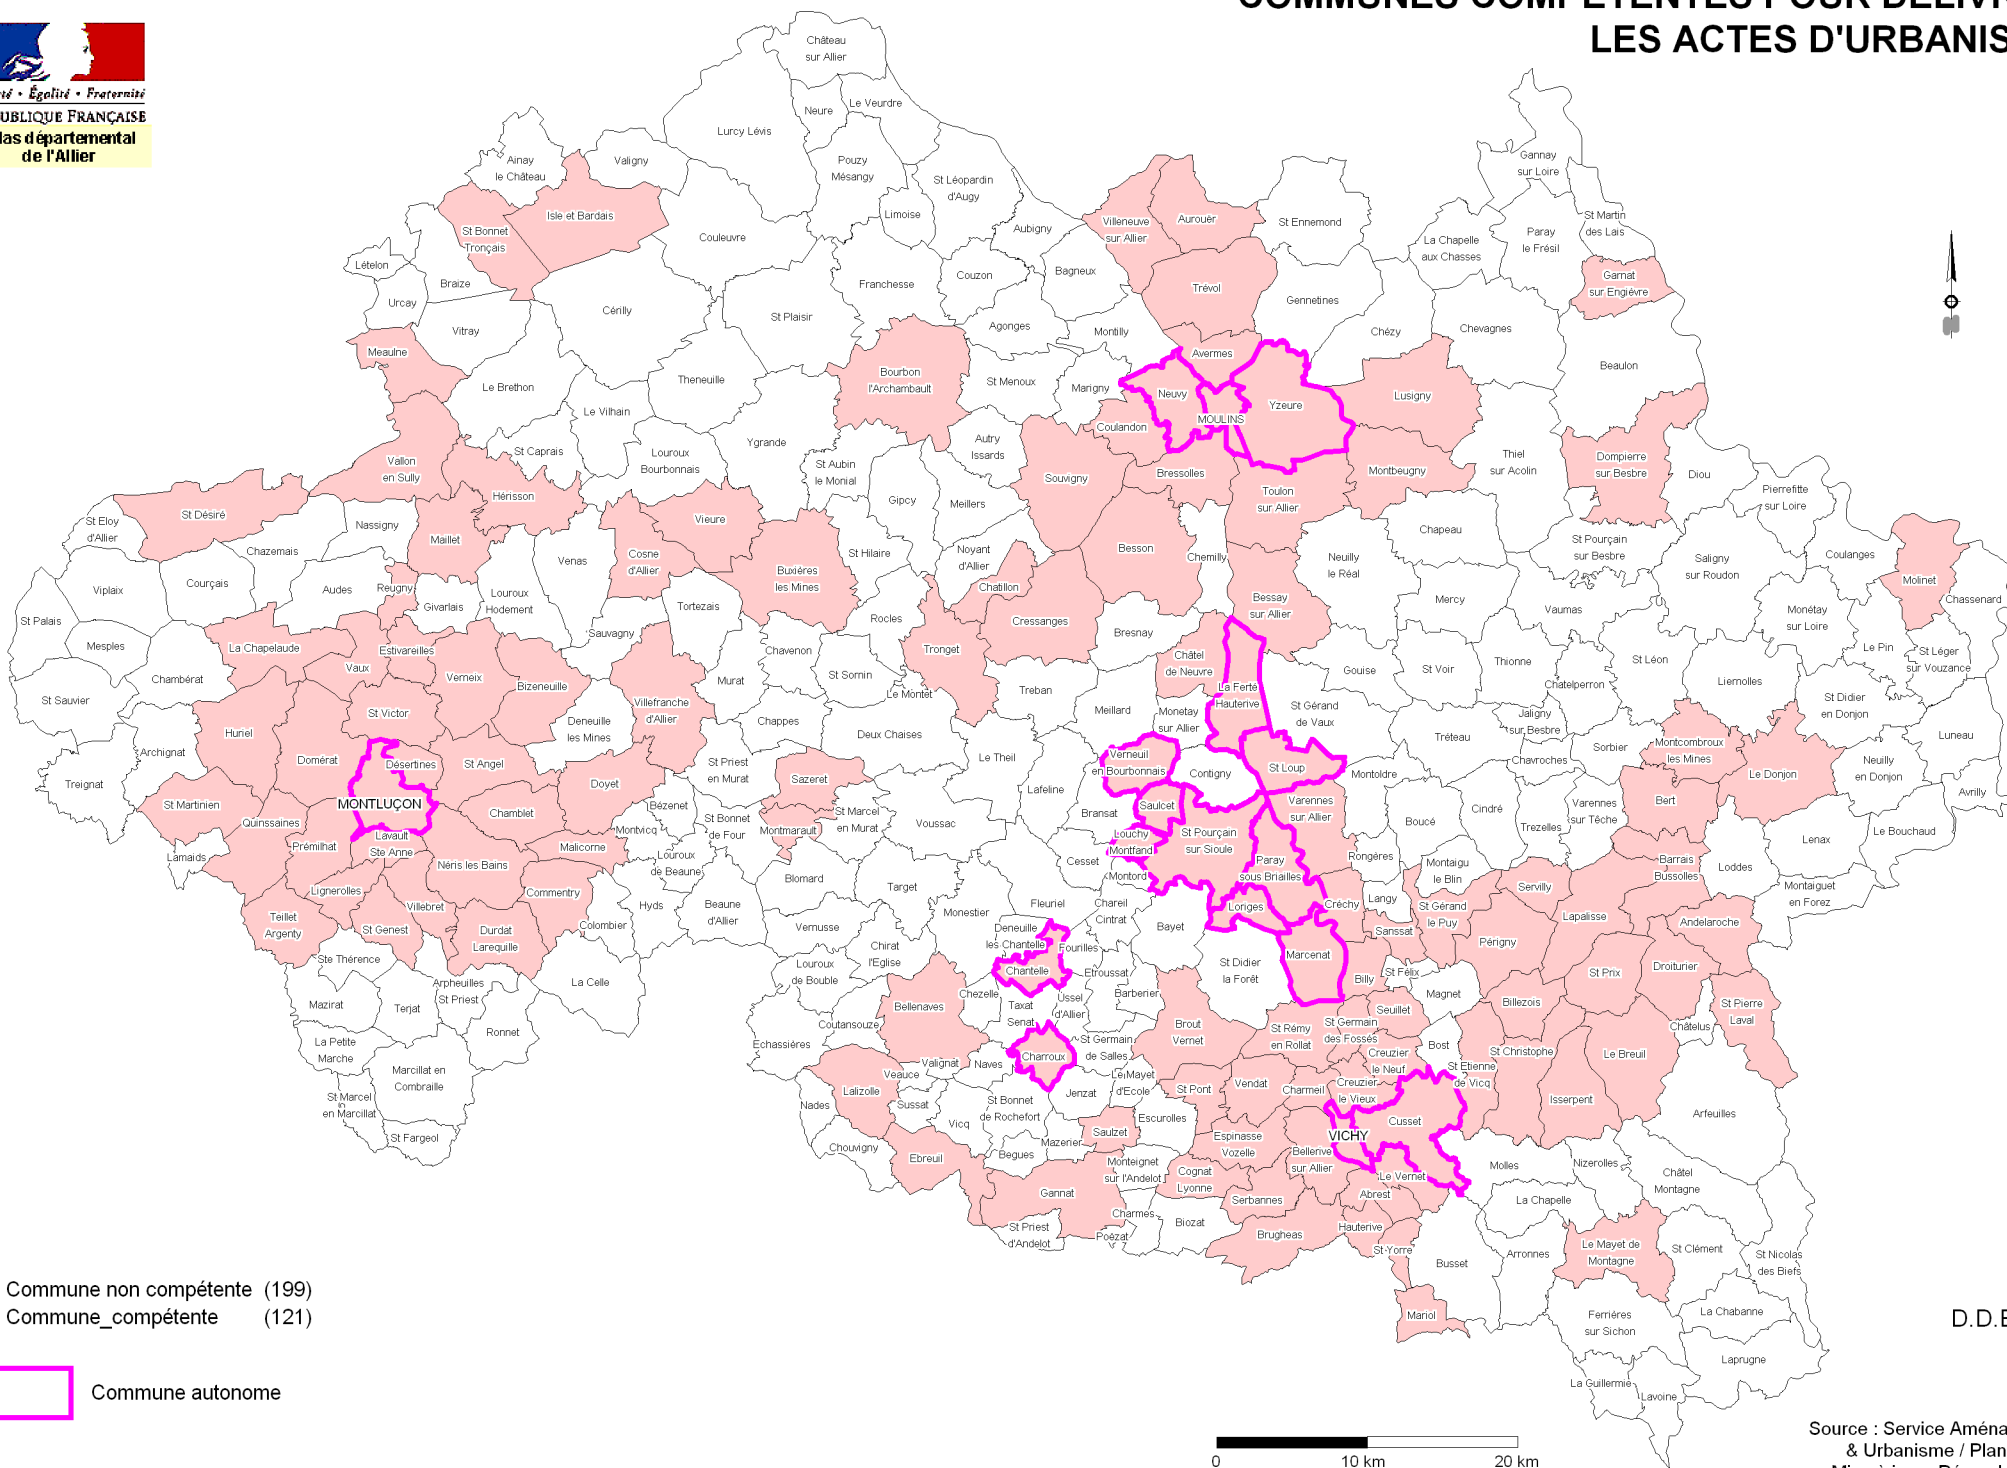 LES ACTES D'URBANIS
Égalité • Fraternité
RÉPUBLIQUE FRANÇAISE
las départemental
de l'Allier
Château
sur Allier
Neure
Le Veurdre
Lurcy Lévis
Pouzy
Mésangy
Ainay
le Château
Valigny
St Léopardin
d'Augy
Limoise
Isle et Bardais
St Bonnet
Tronçais
Couleuvre
Aubigny
Villeneuve
sur Allier
Aurouër
St Ennemond
Gannay
sur Loire
St Martin
des Lais
Paray
le Frésil
La Chapelle
aux Chasses
Garnat
sur Engièvre
Lételon
Braize
Urcay
Vitray
Cérilly
St Plaisir
Franchesse
Couzon
Bagneux
Trévol
Gennetines
Chézy
Chevagnes
Beaulon
Meaulne
Le Brethon
Theneuille
Le Vilhain
Agonges
Montilly
Avermes
Bourbon
l'Archambault
St Menoux
Marigny
Neuvy
MOULINS
Yzeure
Lusigny
Coulandon
Vallon
en Sully
St Caprais
Louroux
Bourbonnais
Ygrande
Autry
Issards
St Aubin
le Monial
Gipcy
Meillers
Souvigny
Bressolles
Toulon
sur Allier
Montbeugny
Thiel
sur Acolin
Dompierre
sur Besbre
Diou
Pierrefitte
sur Loire
St Désiré
St Eloy
d'Allier
Hérisson
Nassigny
Maillet
Chazemais
Vieure
Cosne
d'Allier
Buxières
les Mines
St Hilaire
Noyant
d'Allier
Chatillon
Besson
Chemilly
Neuilly
le Réal
Chapeau
St Pourçain
sur Besbre
Saligny
sur Roudon
Coulanges
Molinet
Chassenard
Viplaix
Courçais
Audes
Reugny
Givarlais
Louroux
Hodement
Venas
Sauvagny
Tortezais
Rocles
Cressanges
Bresnay
Bessay
sur Allier
Mercy
Vaumas
Monétay
sur Loire
St Palais
Mesples
La Chapelaude
Estivareilles
Vaux
Verneix
Bizeneuille
Chambérat
St Sauvier
Chavenon
St Sornin
Murat
Tronget
Le Montet
Treban
Châtel
de Neuvre
La Ferté
Hauterive
Gouise
St Voir
Thionne
Chatelperron
St Léon
Liernolles
Le Pin
St Léger
sur Vouzance
St Didier
en Donjon
Huriel
St Victor
Deneuille
les Mines
Villefranche
d'Allier
Chappes
Deux Chaises
Meillard
Monetay
sur Allier
St Gérand
de Vaux
Tréteau
Jaligny
sur Besbre
Sorbier
Montcombroux
les Mines
Luneau
Archignat
Treignat
Domérat
Désertines
St Angel
Doyet
St Priest
en Murat
Sazeret
Le Theil
Verneuil
en Bourbonnais
Contigny
St Loup
Montoldre
Chavroches
Le Donjon
Neuilly
en Donjon
Avrilly
St Martinien
MONTLUÇON
Quinssaines
Chamblet
Bézenet
Montvicq
St Bonnet
de Four
Montmarault
St Marcel
en Murat
Voussac
Lafeline
Bransat
Saulcet
Louchy
Montfand
St Pourçain
sur Sioule
Varennes
sur Allier
Boucé
Cindré
Trezelles
Varennes
sur Têche
Bert
Lenax
Le Bouchaud
Lamaids
Prémilhat
Lavault
Ste Anne
Néris les Bains
Malicorne
Commentry
Louroux
de Beaune
Blomard
Target
Cesset
Montord
Paray
sous Briailles
Rongères
Montaigu
le Blin
Barrais
Bussolles
Loddes
Montaiguet
en Forez
Lignerolles
Villebret
Teillet
Argenty
St Genest
Durdat
Larequille
Colombier
Hyds
Beaune
d'Allier
Vernusse
Monestier
Fleuriel
Chareil
Cintrat
Loriges
Créchy
Langy
St Gérand
le Puy
Servilly
Lapalisse
Andelaroche
Ste Thérence
Mazirat
Terjat
Arpheuilles
St Priest
La Celle
Louroux
de Bouble
Chirat
l'Eglise
Deneuille
les Chantelle
Fourilles
Chantelle
Bayet
Etroussat
St Didier
la Forêt
Marcenat
Sanssat
Billy
St Félix
Périgny
St Prix
Droiturier
Bellenaves
Chezelle
Taxat
Senat
Ussel
d'Allier
Barberier
Brout
Vernet
St Rémy
en Rollat
St Germain
des Fossés
Seuillet
Magnet
Billezois
St Pierre
Laval
Châtelus
La Petite
Marche
Ronnet
Marcillat en
Combraille
St Marcel
en Marcillat
St Fargeol
Echassières
Coutansouze
Lalizolle
Veauce
Valignat
Naves
Charroux
St Germain
de Salles
Le Mayet
d'Ecole
Jenzat
St Pont
Vendat
Charmeil
Creuzier
le Neuf
Creuzier
le Vieux
Bost
St Etienne
de Vicq
St Christophe
Le Breuil
Isserpent
Arfeuilles
Nades
Sussat
Vicq
St Bonnet
de Rochefort
Chouvigny
Ebreuil
Begues
Mazerier
Saulzet
Escurolles
Espinasse
Vozelle
Bellerive
sur Allier
VICHY
Cusset
Monteignet
sur l'Andelot
Cognat
Lyonne
Serbannes
Le Vernet
Abrest
Molles
Nizerolles
Châtel
Montagne
La Chapelle
Gannat
St Priest
d'Andelot
Charmes
Poëzat
Biozat
Brugheas
Hauterive
St Yorre
Busset
Arronnes
Le Mayet de
Montagne
St Clément
St Nicolas
des Biefs
Mariol
Ferrières
sur Sichon
La Chabanne
Laprugne
La Guillermie
Lavoine
Commune non compétente (199)
Commune_compétente (121)
Commune autonome
D.D.E
0 10 km 20 km
Source : Service Aména
& Urbanisme / Plan